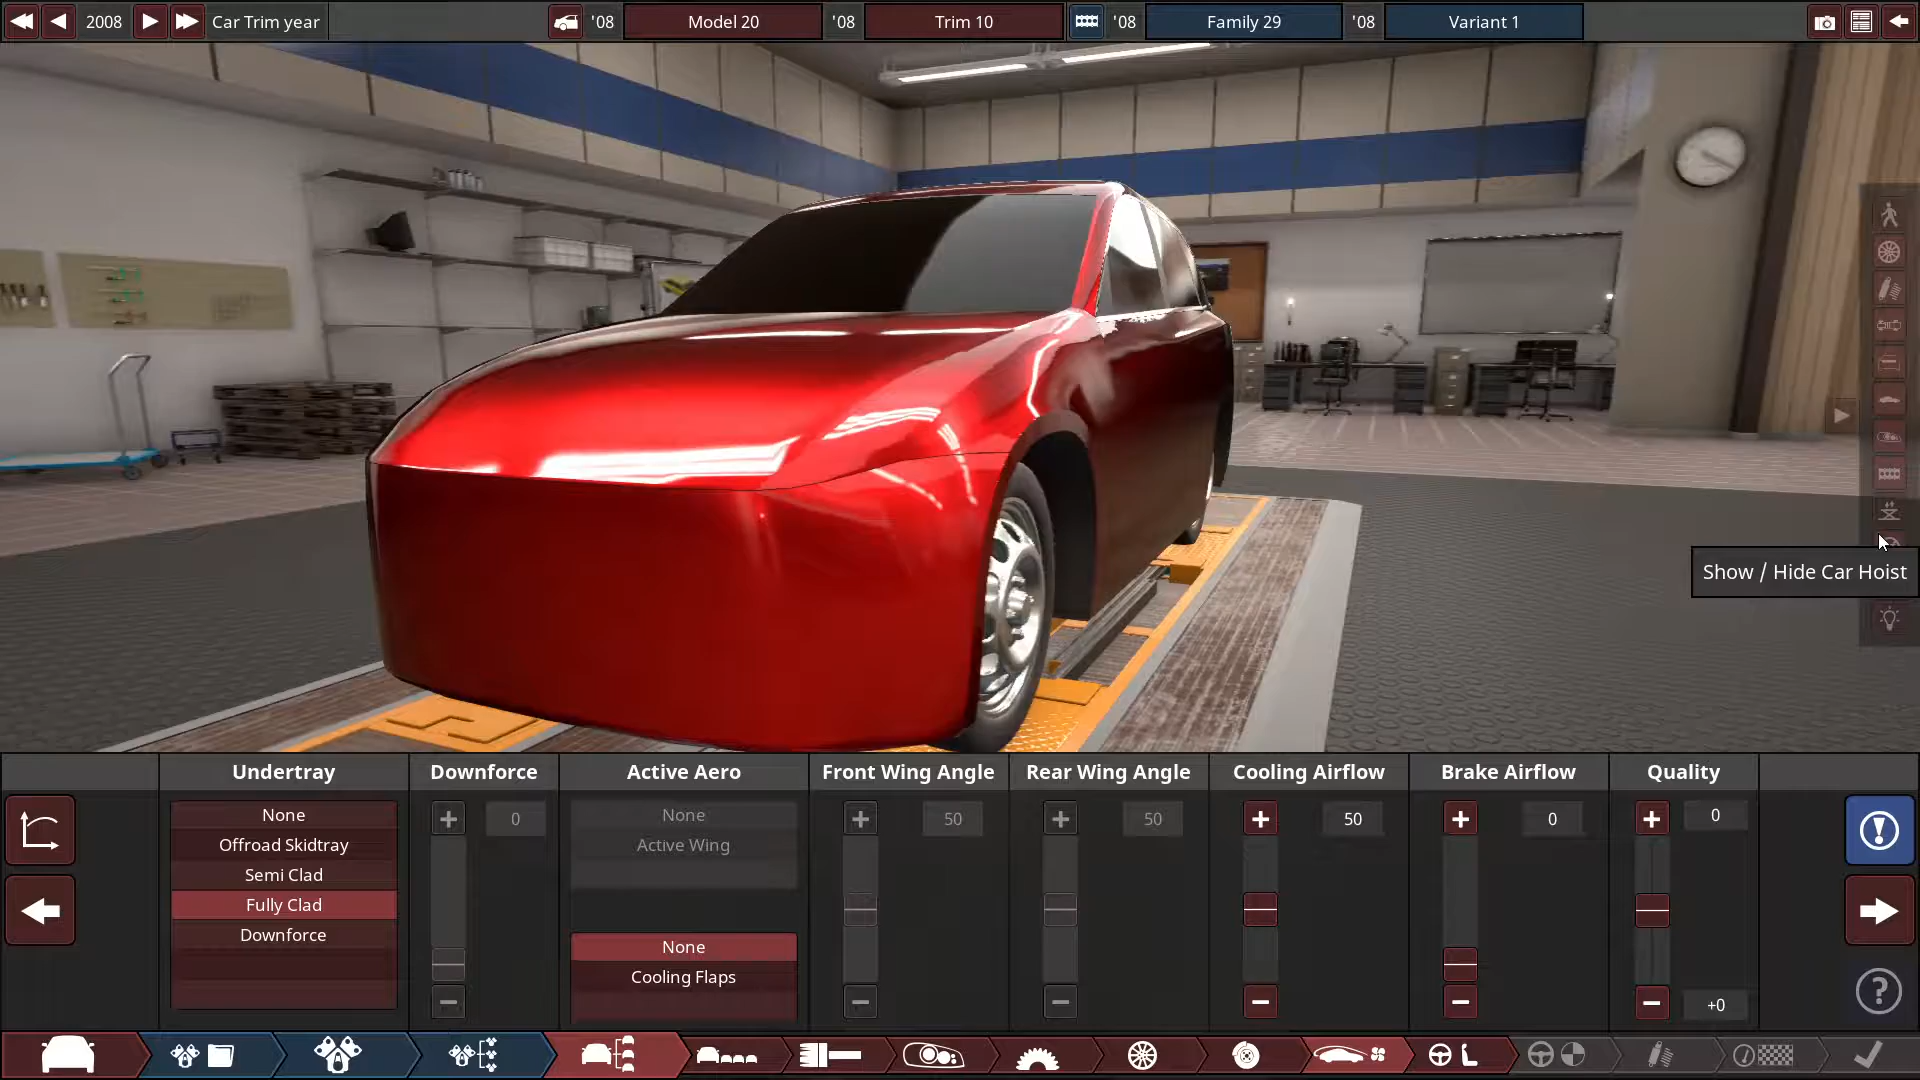 2008 Car Trim year '08 Model 20 '08 Trim 10 '08 Family 29 '08 Variant 1
Show / Hide Car Hoist
Undertray Downforce Active Aero Front Wing Angle Rear Wing Angle Cooling Airflow Brake Airflow Quality
None
Offroad Skidtray
Semi Clad
Fully Clad
Downforce
0
None
Active Wing
None
Cooling Flaps
50
50
50
0
0
+0